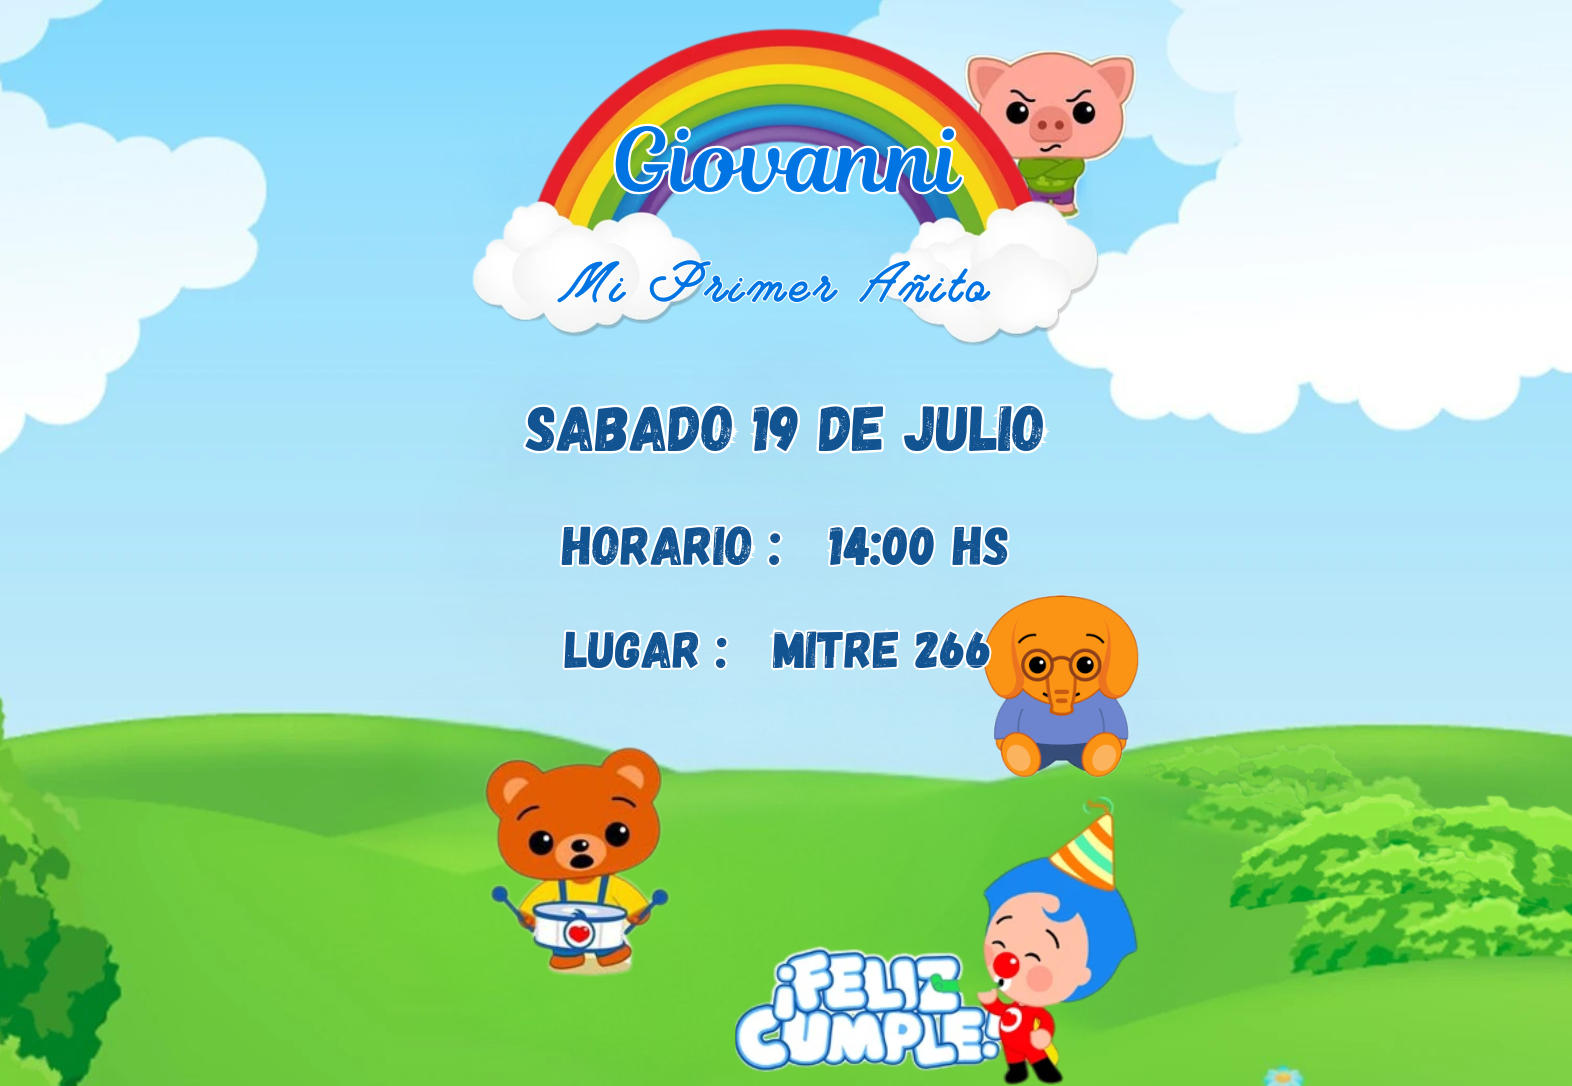 Giovanni
Mi Primer Añito
SABADO 19 DE JULIO
HORARIO : 14:00 HS
LUGAR : MITRE 266
¡FELIZ
CUMPLE!